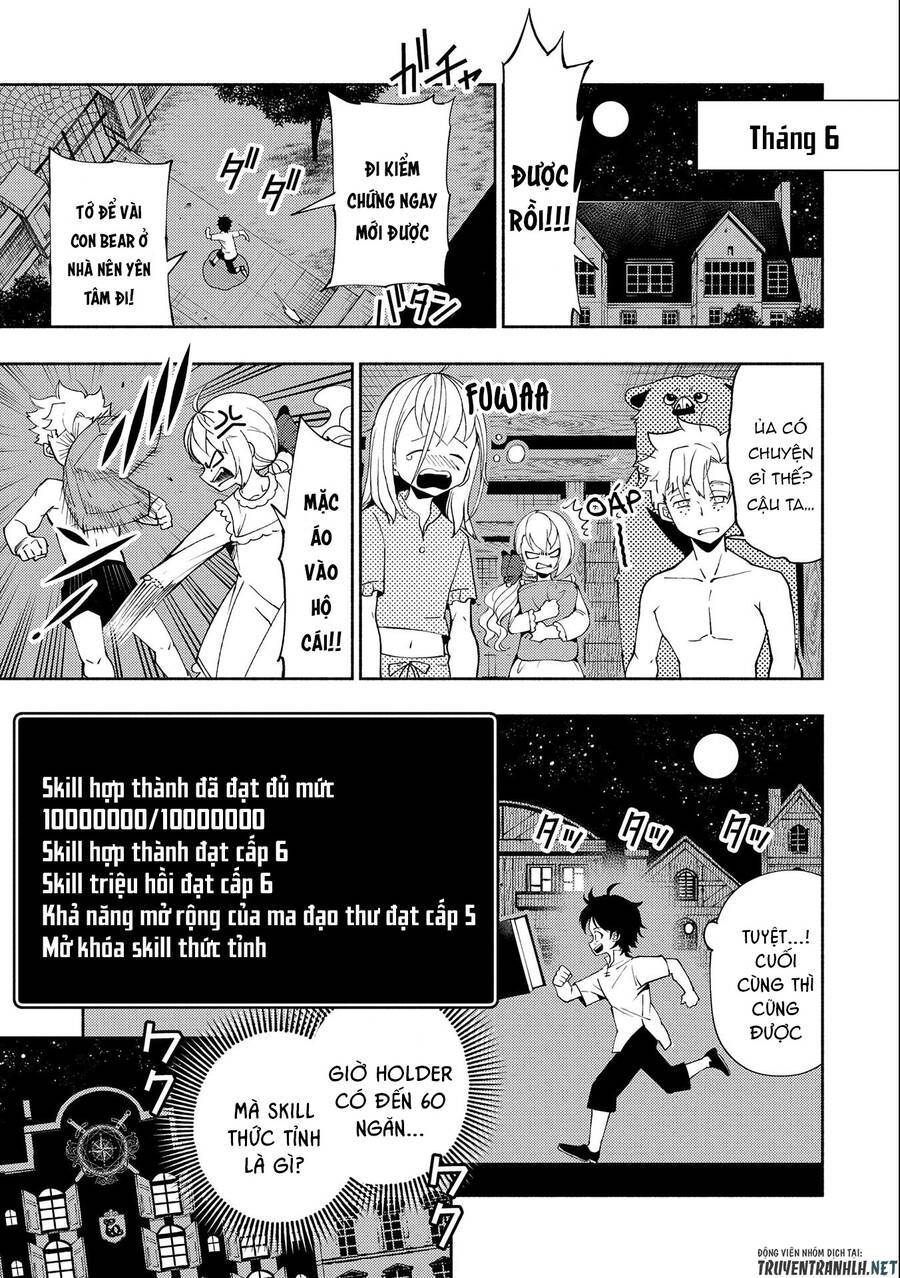 Tháng 6
ĐƯỢC
RỒI!!!
ガチャ
ĐI KIỂM
CHỨNG NGAY
MỚI ĐƯỢC
バタン
ダダ
TỚ ĐỂ VÀI
CON BEAR Ở
NHÀ NÊN YÊN
TÂM ĐI!
ỦA CÓ
CHUYỆN
GÌ THẾ?
CẬU TA...
OÁP
FUWAA
MẶC
ÁO VÀO
HỘ
CÁI!!
TUYỆT...!
CUỐI
CÙNG THÌ
CŨNG
ĐƯỢC
タッ
タッ
タッ
Skill hợp thành đã đạt đủ mức
10000000/10000000
Skill hợp thành đạt cấp 6
Skill triệu hồi đạt cấp 6
Khả năng mở rộng của ma đạo thư đạt cấp 5
Mở khóa skill thức tỉnh
GIỜ HOLDER
CÓ ĐẾN 60
NGĂN...
MÀ SKILL
THỨC TỈNH
LÀ GÌ?
ワク
ワク
ĐỘNG VIÊN NHÓM DỊCH TẠI:
TRUYENTRANHLH.NET